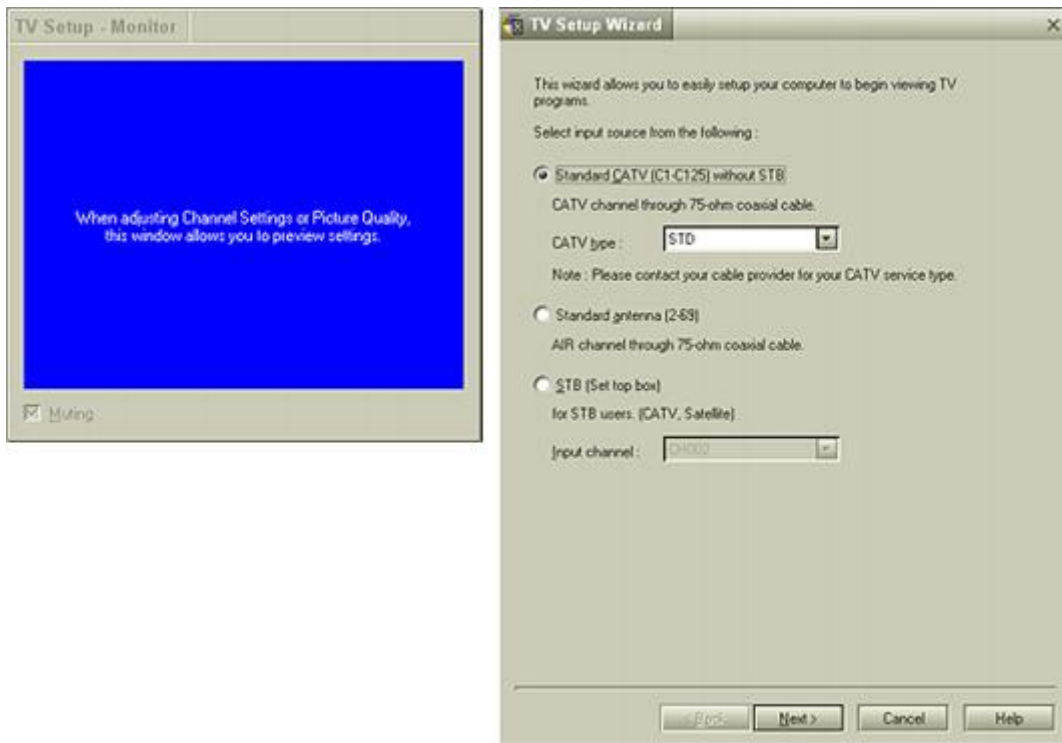 TV Setup - Monitor
When adjusting Channel Settings or Picture Quality,
this window allows you to preview settings.
Muting
TV Setup Wizard
This wizard allows you to easily setup your computer to begin viewing TV
programs.
Select input source from the following :
Standard CATV (C1-C125) without STB
CATV channel through 75-ohm coaxial cable.
CATV type : STD
Note : Please contact your cable provider for your CATV service type.
Standard antenna (2-69)
AIR channel through 75-ohm coaxial cable.
STB (Set top box)
for STB users. (CATV, Satellite)
Input channel : CH002
< Back Next > Cancel Help